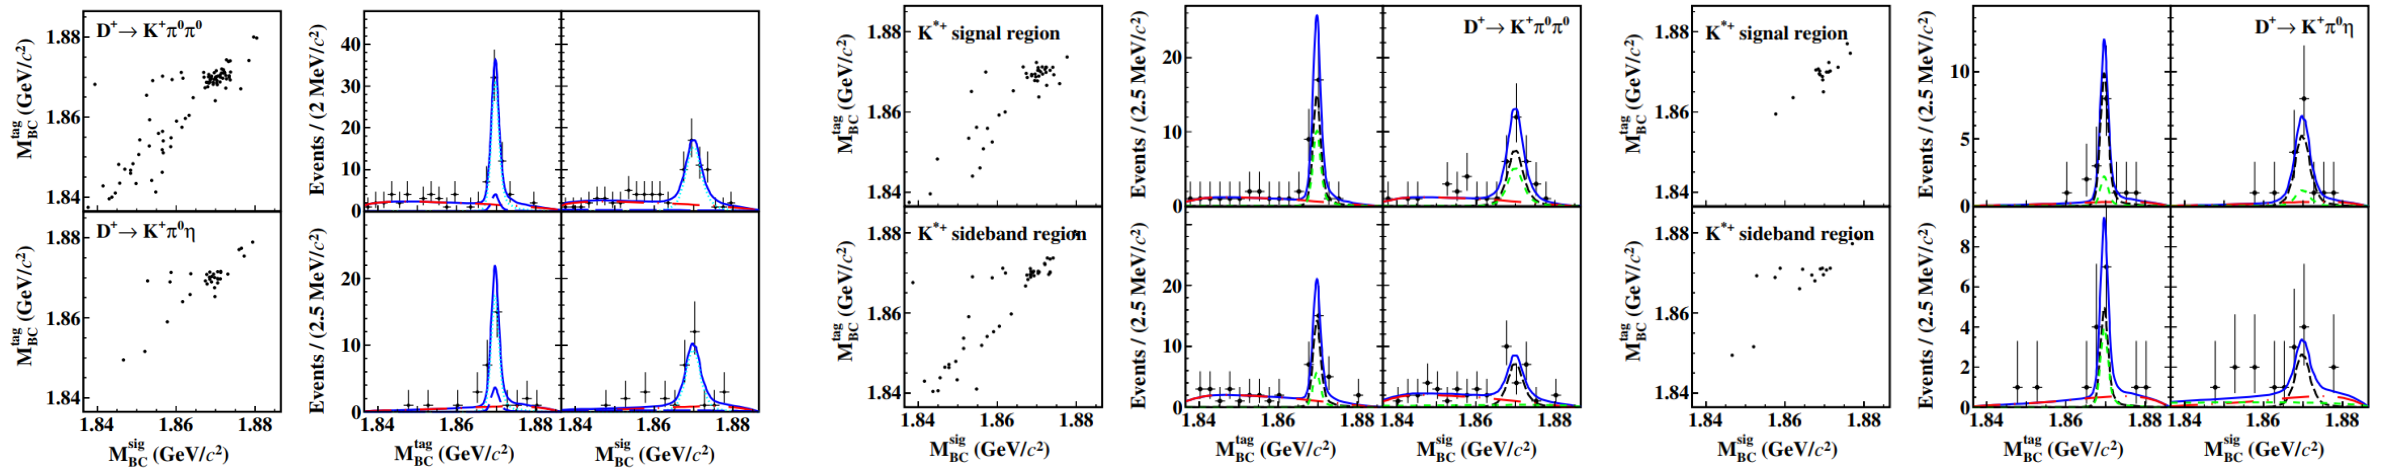 D⁺ → K⁺π⁰π⁰
M_BC^tag (GeV/c²)
1.88
1.86
1.84
D⁺ → K⁺π⁰η
M_BC^tag (GeV/c²)
1.88
1.86
1.84
1.84 1.86 1.88
M_BC^sig (GeV/c²)
Events / (2 MeV/c²)
40
30
20
10
0
Events / (2.5 MeV/c²)
20
10
0
1.84 1.86 1.88 1.86 1.88
M_BC^tag (GeV/c²) M_BC^sig (GeV/c²)
K*⁺ signal region
M_BC^tag (GeV/c²)
1.88
1.86
1.84
K*⁺ sideband region
M_BC^tag (GeV/c²)
1.88
1.86
1.84
1.84 1.86 1.88
M_BC^sig (GeV/c²)
D⁺ → K⁺π⁰π⁰
Events / (2.5 MeV/c²)
20
10
0
Events / (2.5 MeV/c²)
20
10
0
1.84 1.86 1.88 1.84 1.86 1.88
M_BC^tag (GeV/c²) M_BC^sig (GeV/c²)
K*⁺ signal region
M_BC^tag (GeV/c²)
1.88
1.86
1.84
K*⁺ sideband region
M_BC^tag (GeV/c²)
1.88
1.86
1.84
1.84 1.86 1.88
M_BC^sig (GeV/c²)
D⁺ → K⁺π⁰η
Events / (2.5 MeV/c²)
10
5
0
Events / (2.5 MeV/c²)
8
6
4
2
0
1.84 1.86 1.88 1.84 1.86 1.88
M_BC^tag (GeV/c²) M_BC^sig (GeV/c²)